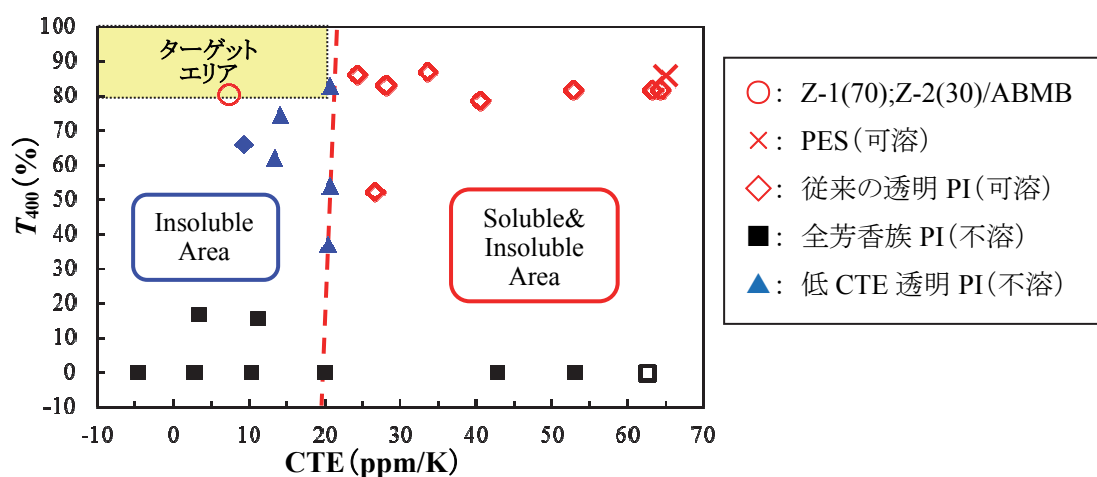 100
90
80
70
60
50
40
30
20
10
0
-10
T400(%)
ターゲット
エリア
Insoluble
Area
Soluble&
Insoluble
Area
-10 0 10 20 30 40 50 60 70
CTE(ppm/K)
○: Z-1(70);Z-2(30)/ABMB
×: PES(可溶)
◇: 従来の透明 PI(可溶)
■: 全芳香族 PI(不溶)
▲: 低 CTE 透明 PI(不溶)